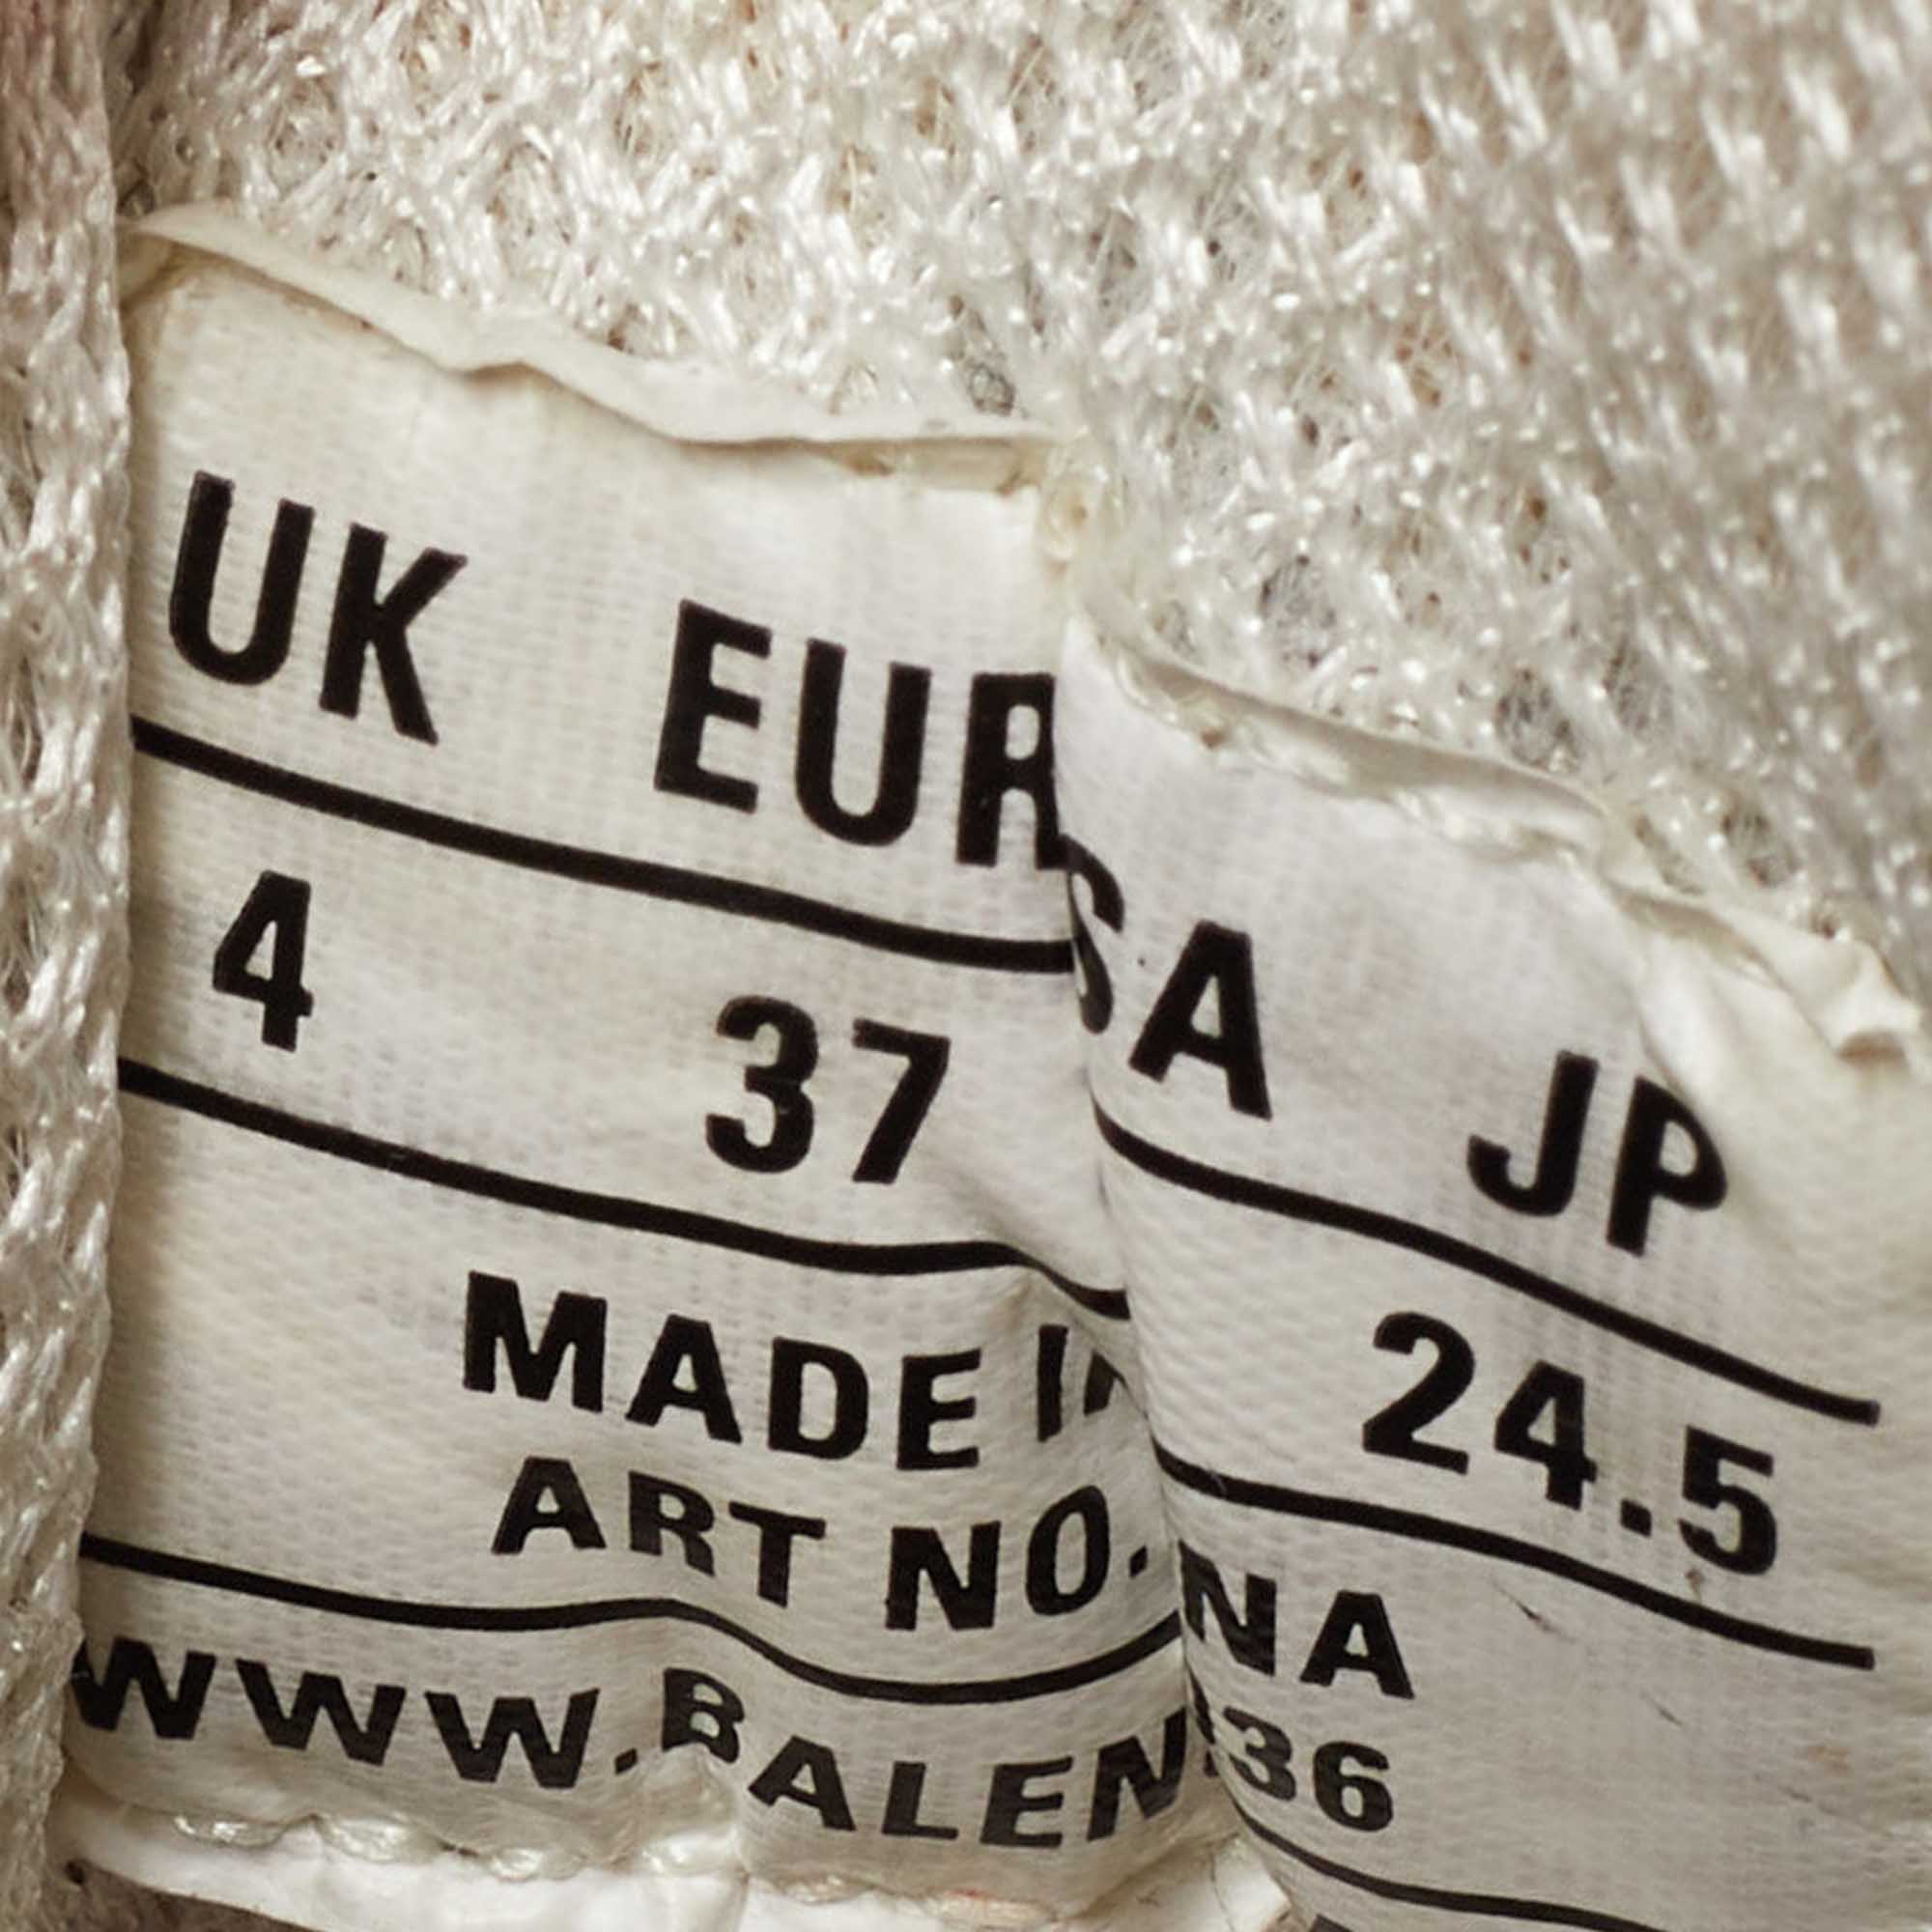 UK EUR SA JP
4 37 24.5
MADE I NA
ART NO. 36
WWW.BALEN